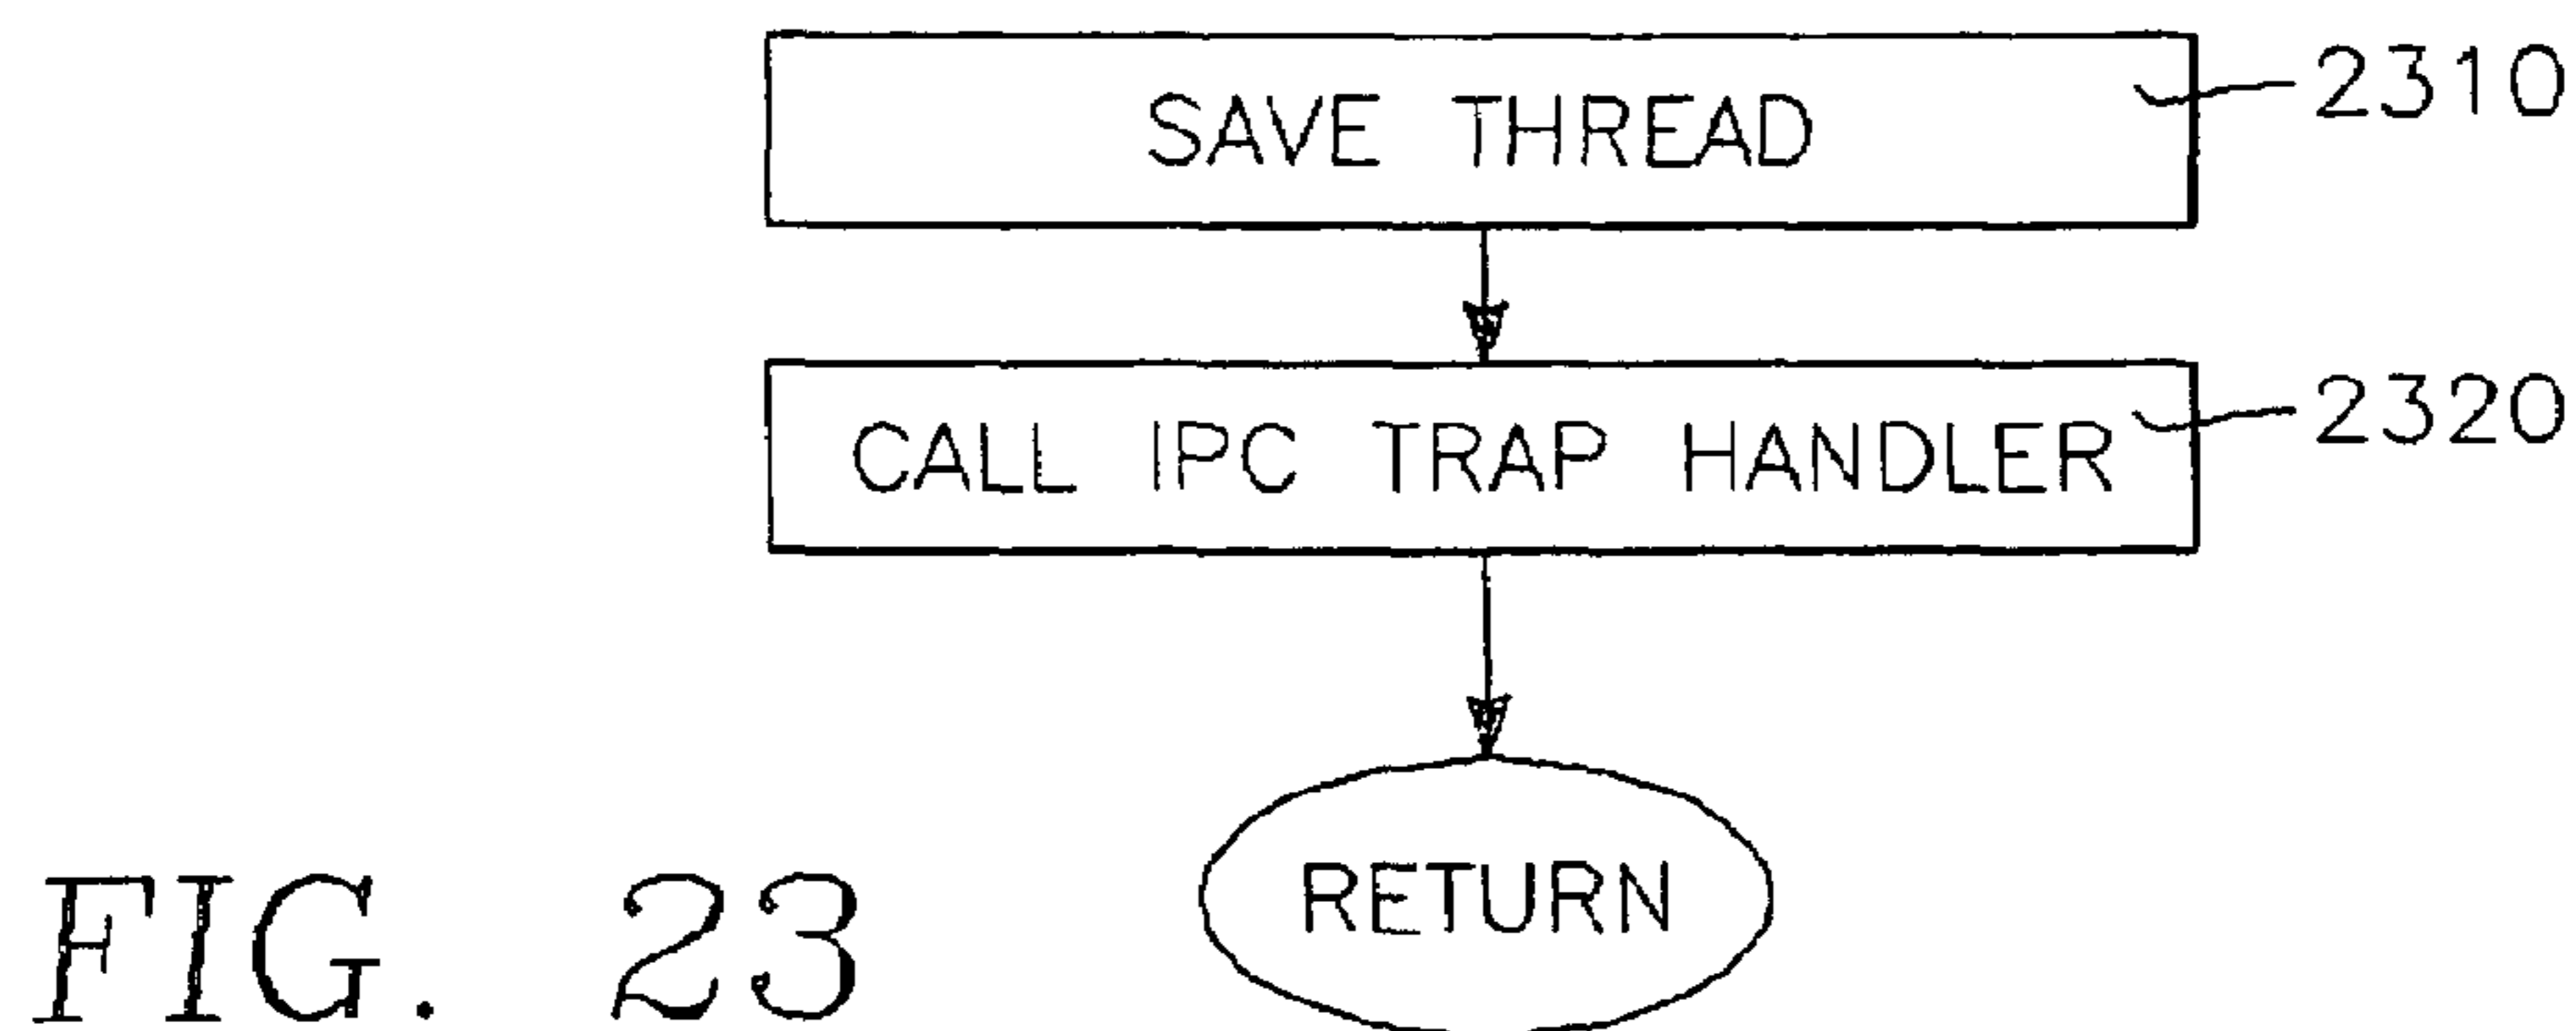 SAVE THREAD
2310
CALL IPC TRAP HANDLER
2320
RETURN
FIG. 23